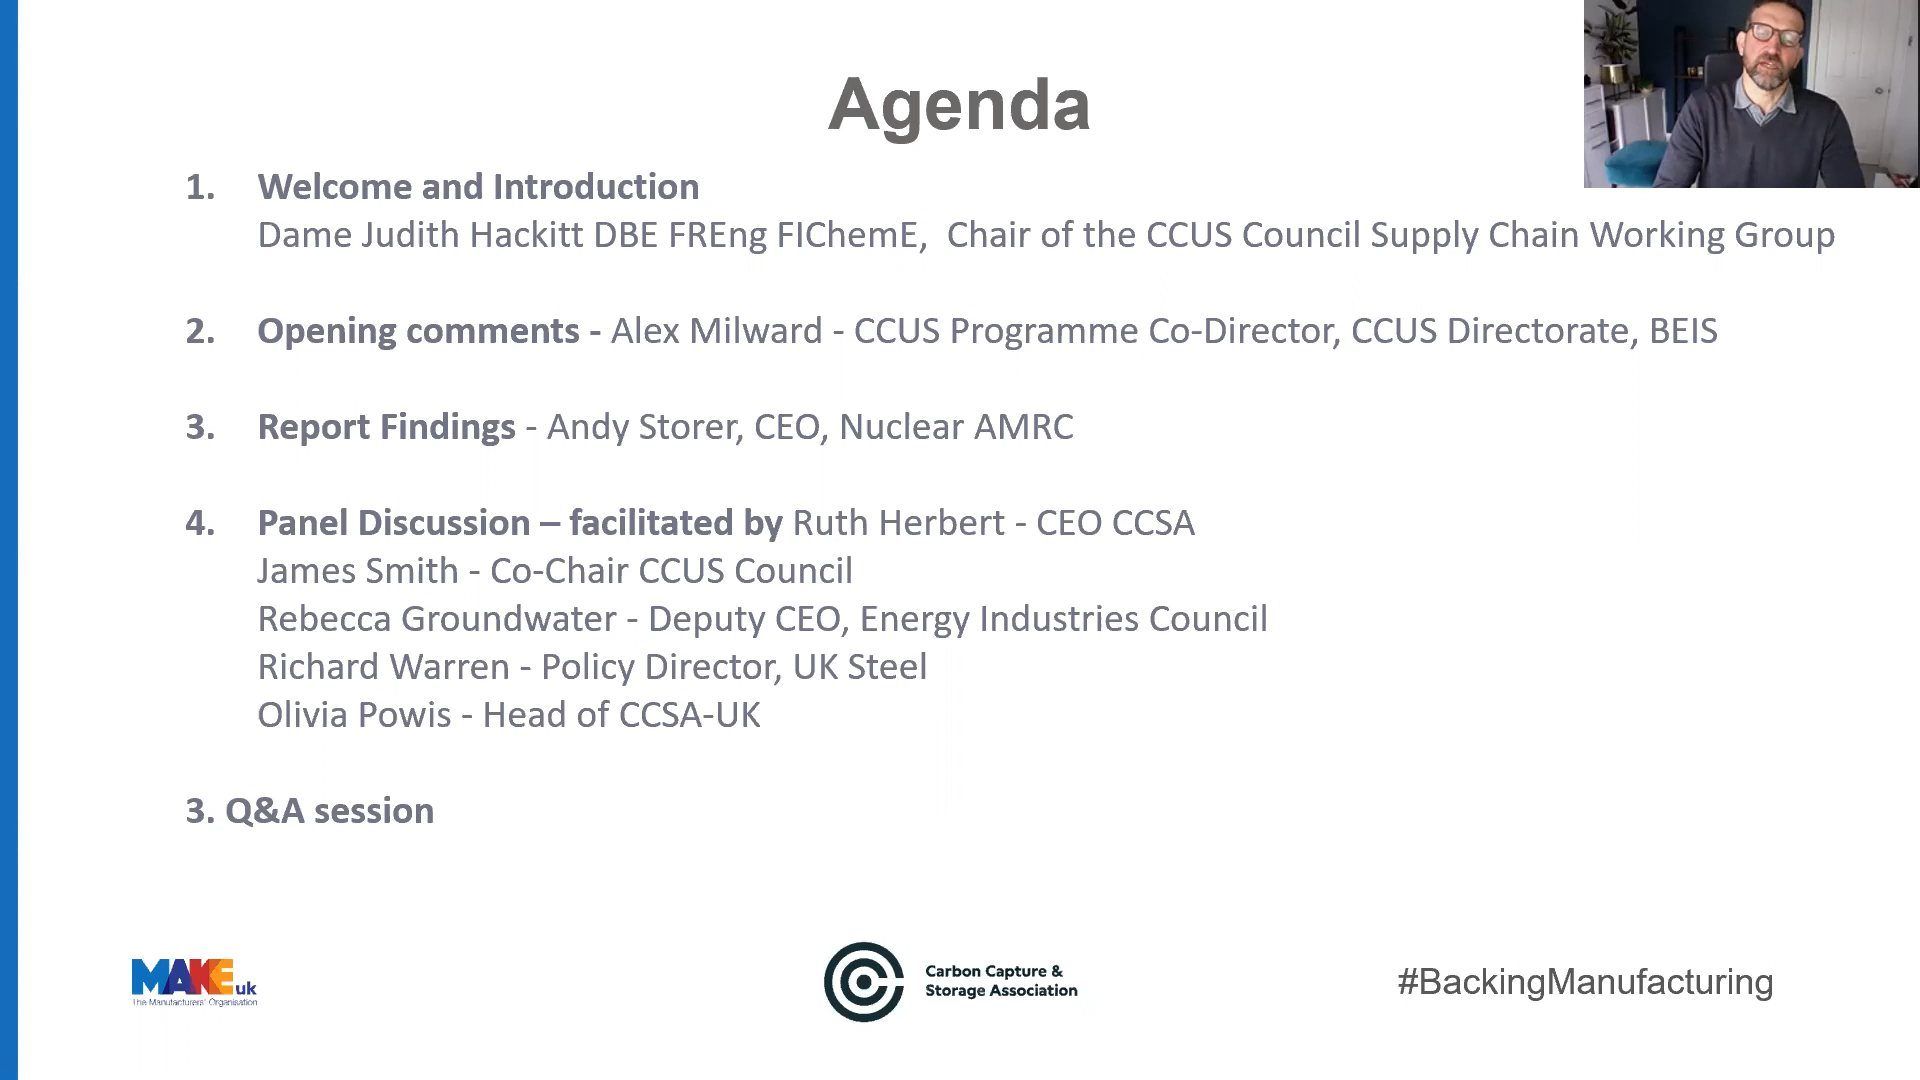 Agenda
1. Welcome and Introduction
Dame Judith Hackitt DBE FREng FIChemE,  Chair of the CCUS Council Supply Chain Working Group
2. Opening comments - Alex Milward - CCUS Programme Co-Director, CCUS Directorate, BEIS
3. Report Findings - Andy Storer, CEO, Nuclear AMRC
4. Panel Discussion – facilitated by Ruth Herbert - CEO CCSA
James Smith - Co-Chair CCUS Council
Rebecca Groundwater - Deputy CEO, Energy Industries Council
Richard Warren - Policy Director, UK Steel
Olivia Powis - Head of CCSA-UK
3. Q&A session
MAKE uk
The Manufacturers' Organisation
Carbon Capture &
Storage Association
#BackingManufacturing